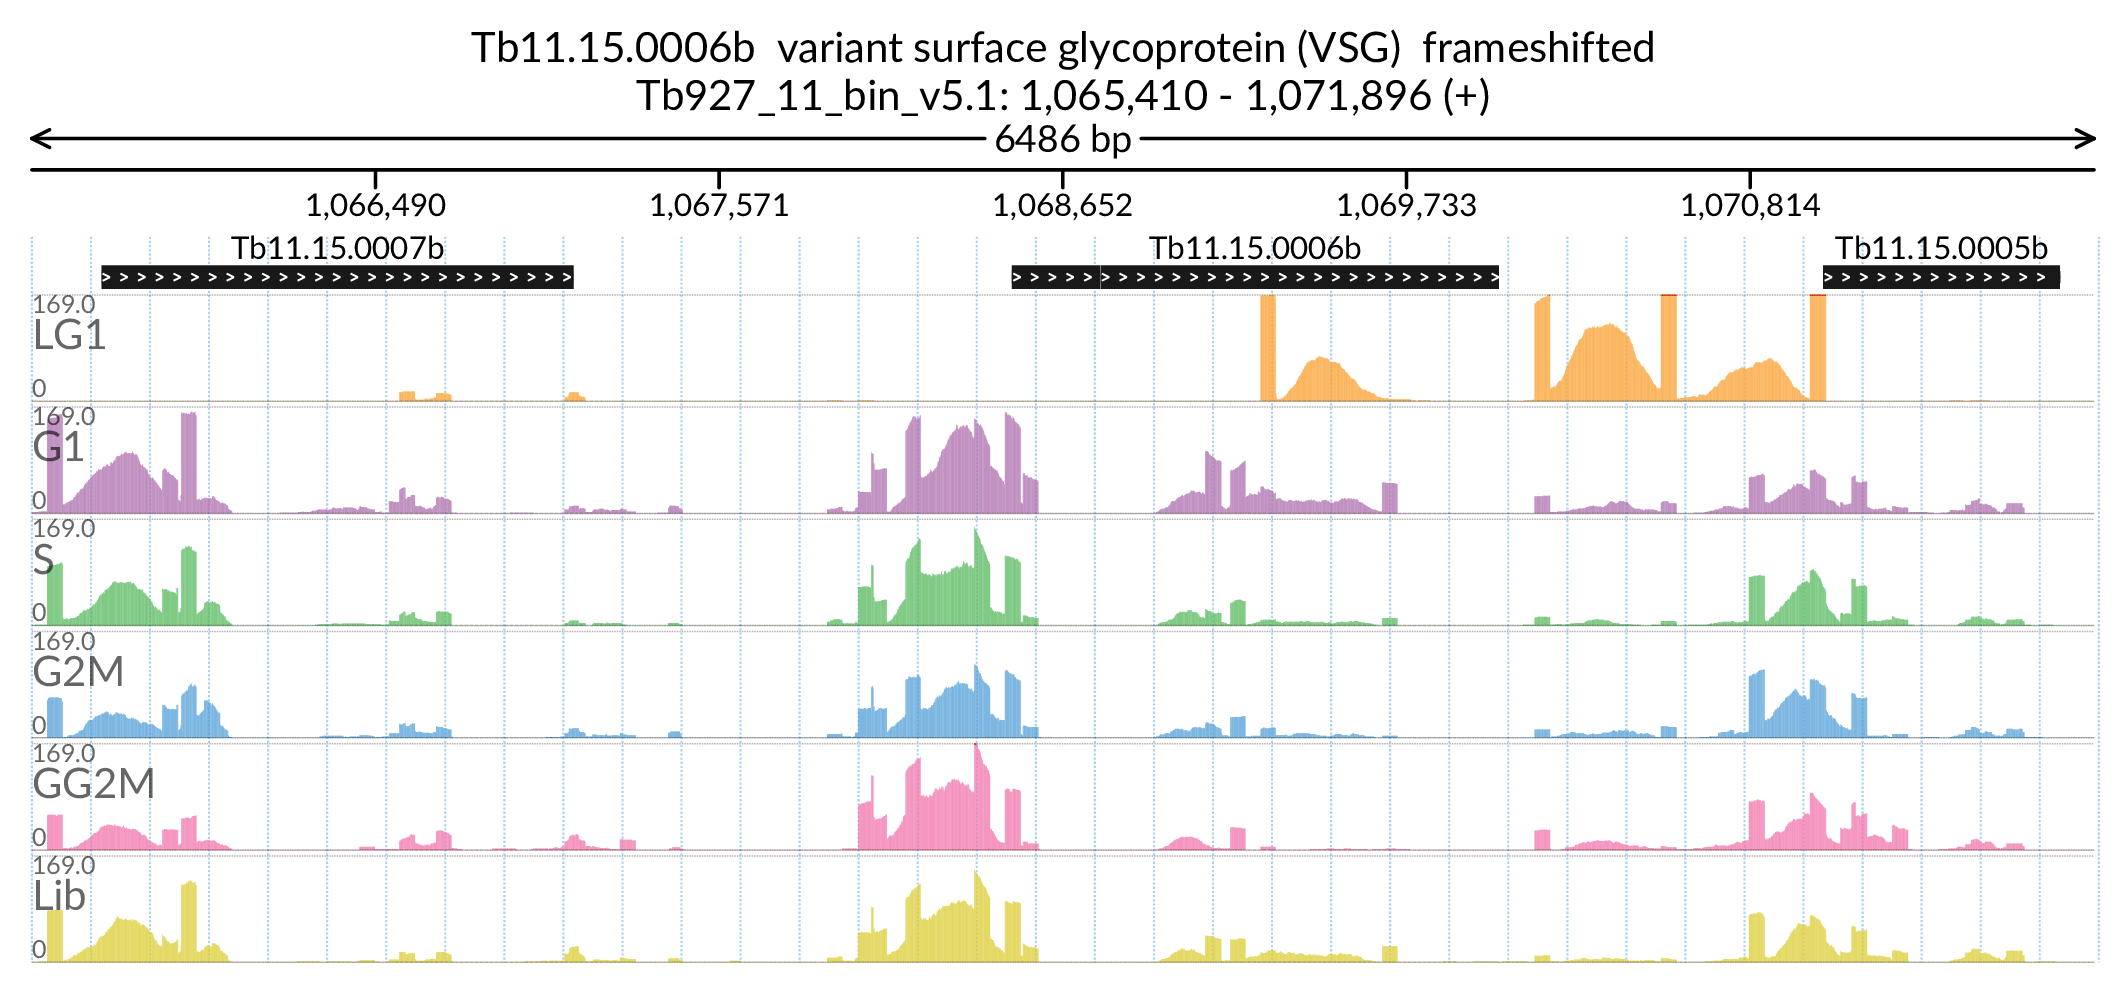 Tb11.15.0006b variant surface glycoprotein (VSG) frameshifted
Tb927_11_bin_v5.1: 1,065,410 - 1,071,896 (+)
6486 bp
1,066,490 1,067,571 1,068,652 1,069,733 1,070,814
Tb11.15.0007b Tb11.15.0006b Tb11.15.0005b
169.0
LG1
0
169.0
G1
0
169.0
S
0
169.0
G2M
0
169.0
GG2M
0
169.0
Lib
0